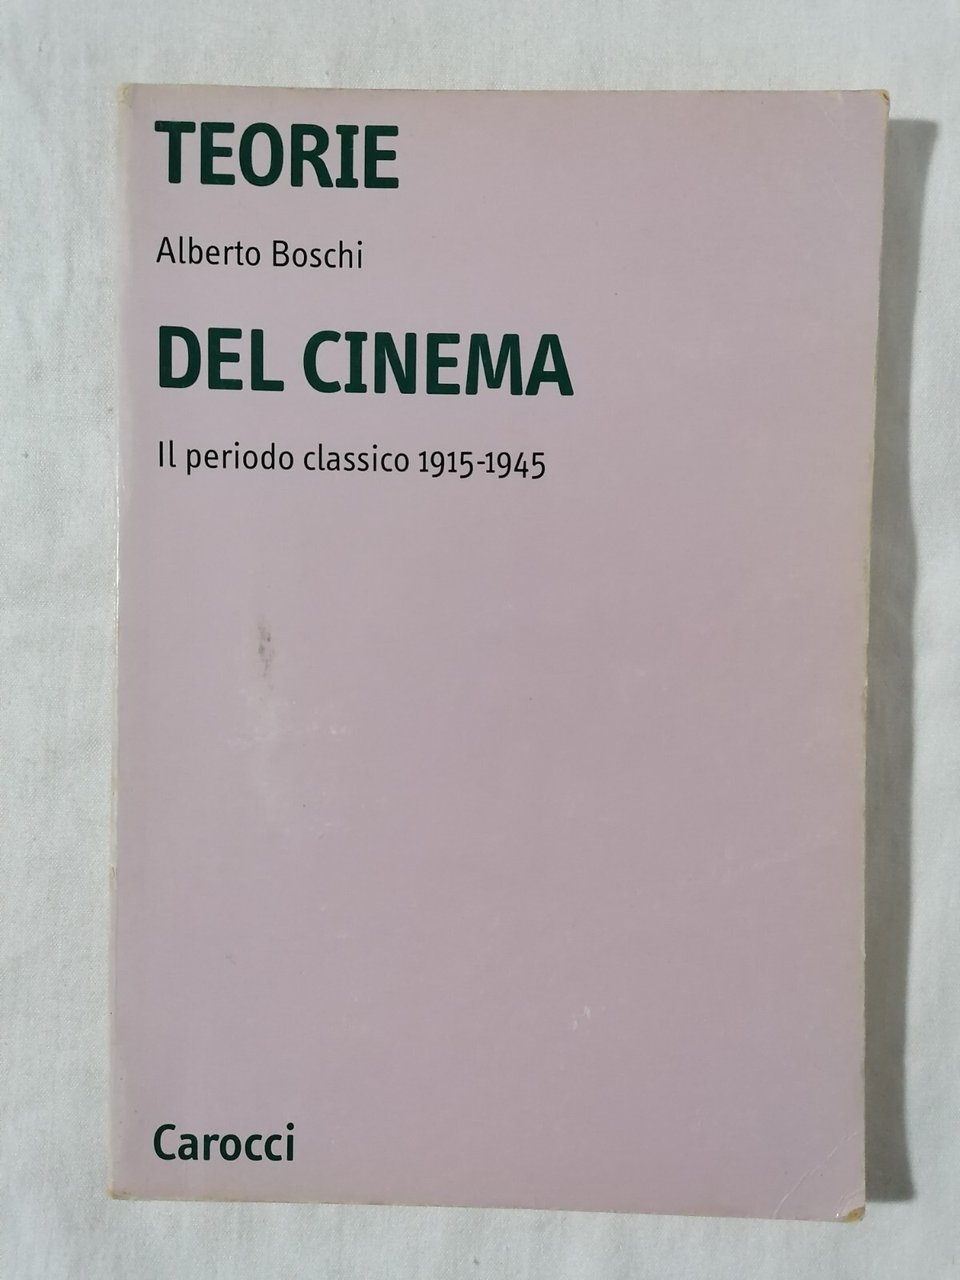 TEORIE
Alberto Boschi
DEL CINEMA
Il periodo classico 1915-1945
Carocci